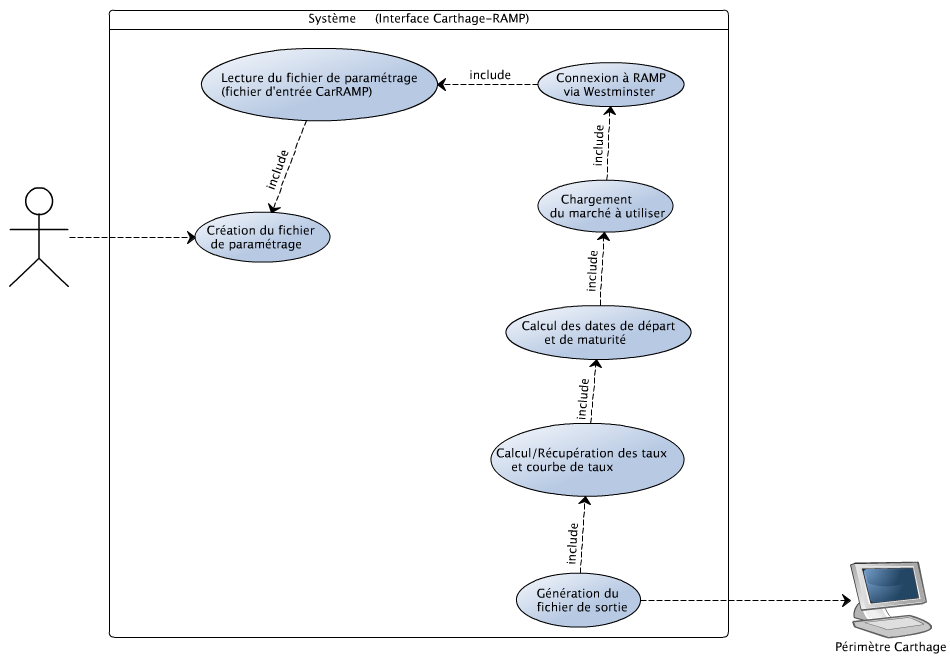 Système (Interface Carthage-RAMP)
Lecture du fichier de paramétrage
(fichier d'entrée CarRAMP)
include
Connexion à RAMP
via Westminster
include
include
Chargement
du marché à utiliser
Création du fichier
de paramétrage
include
Calcul des dates de départ
et de maturité
include
Calcul/Récupération des taux
et courbe de taux
include
Génération du
fichier de sortie
Périmètre Carthage